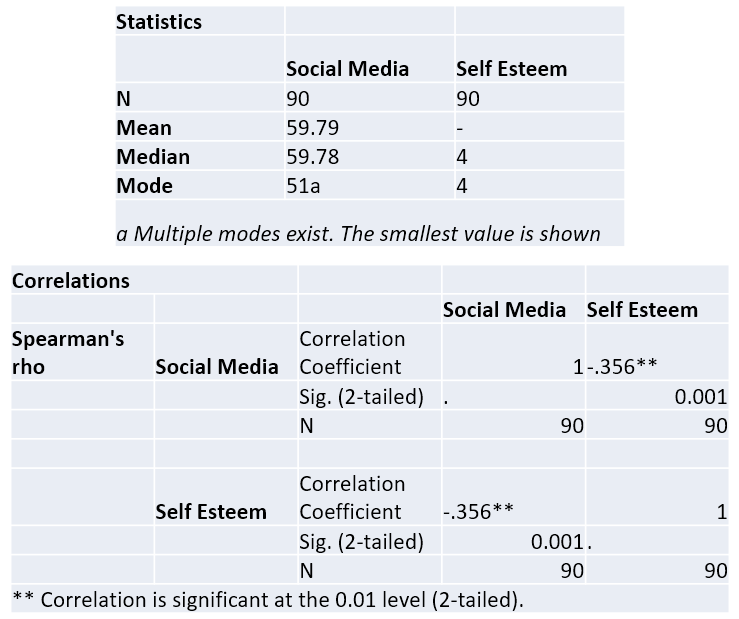 Statistics
Social Media Self Esteem
N 90 90
Mean 59.79 -
Median 59.78 4
Mode 51a 4
a Multiple modes exist. The smallest value is shown
Correlations
Social Media Self Esteem
Spearman's Correlation
rho Social Media Coefficient 1 -.356**
Sig. (2-tailed) . 0.001
N 90 90
Correlation
Self Esteem Coefficient -.356** 1
Sig. (2-tailed) 0.001 .
N 90 90
** Correlation is significant at the 0.01 level (2-tailed).